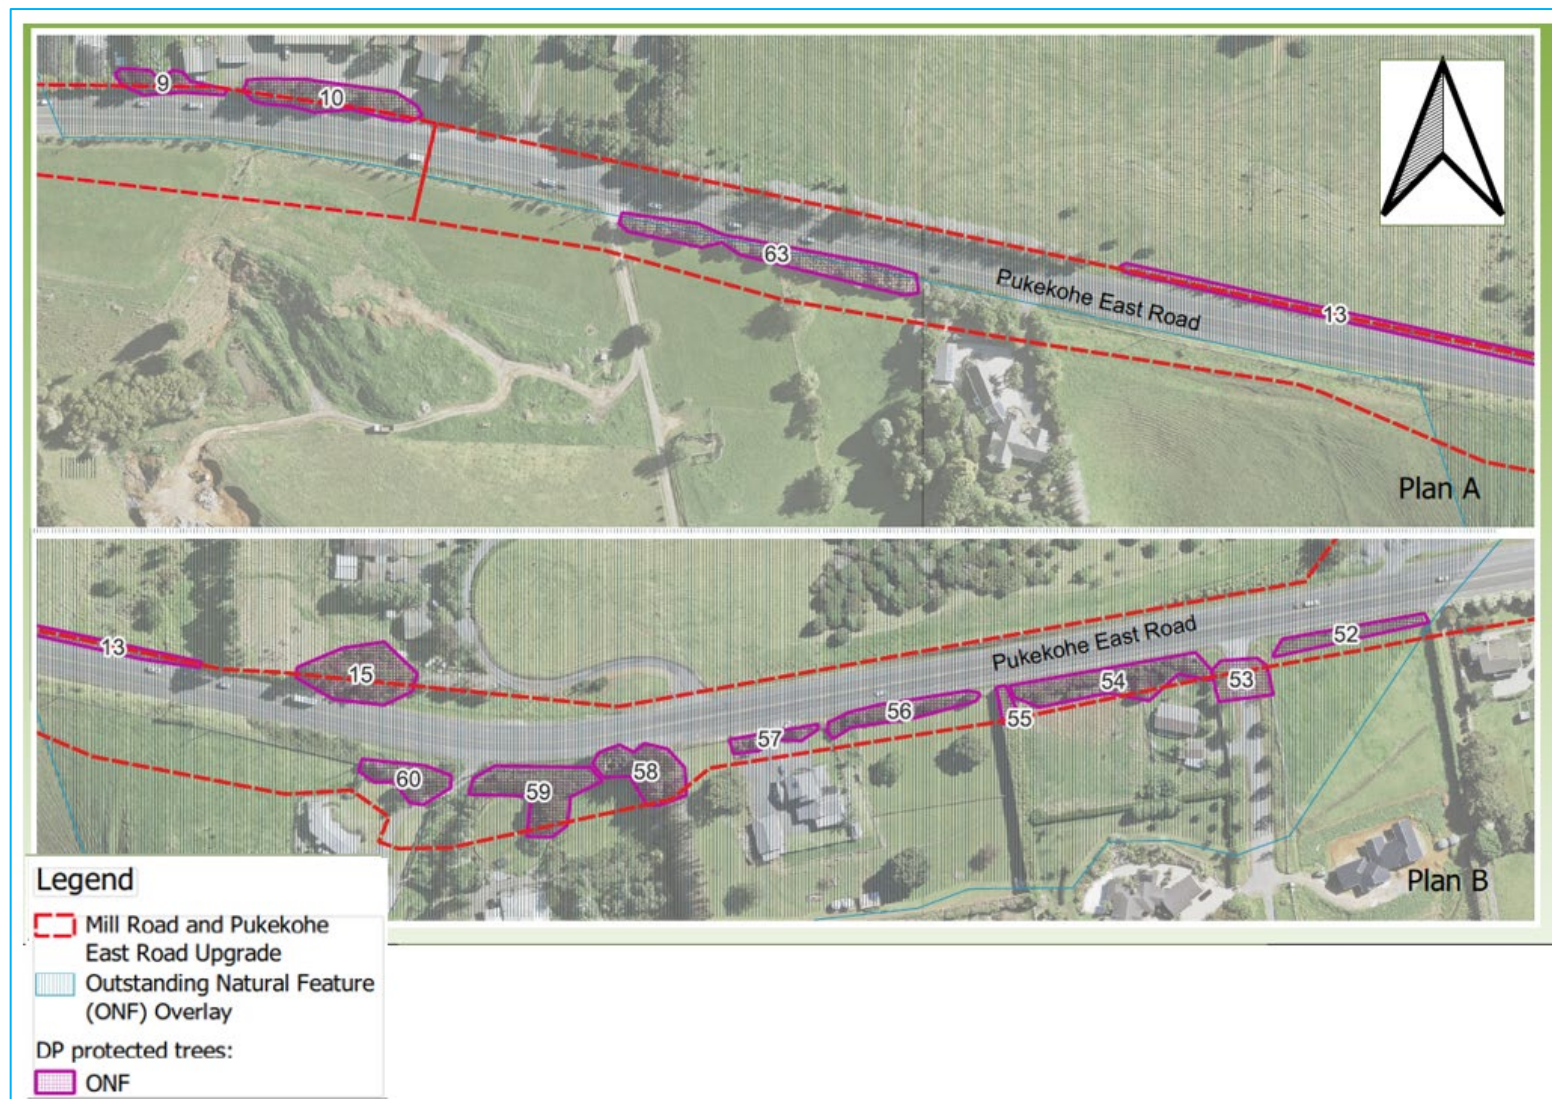 9
10
63
Pukekohe East Road
13
Plan A
13
15
Pukekohe East Road
52
53
54
55
56
57
58
59
60
Plan B
Legend
Mill Road and Pukekohe
East Road Upgrade
Outstanding Natural Feature
(ONF) Overlay
DP protected trees:
ONF